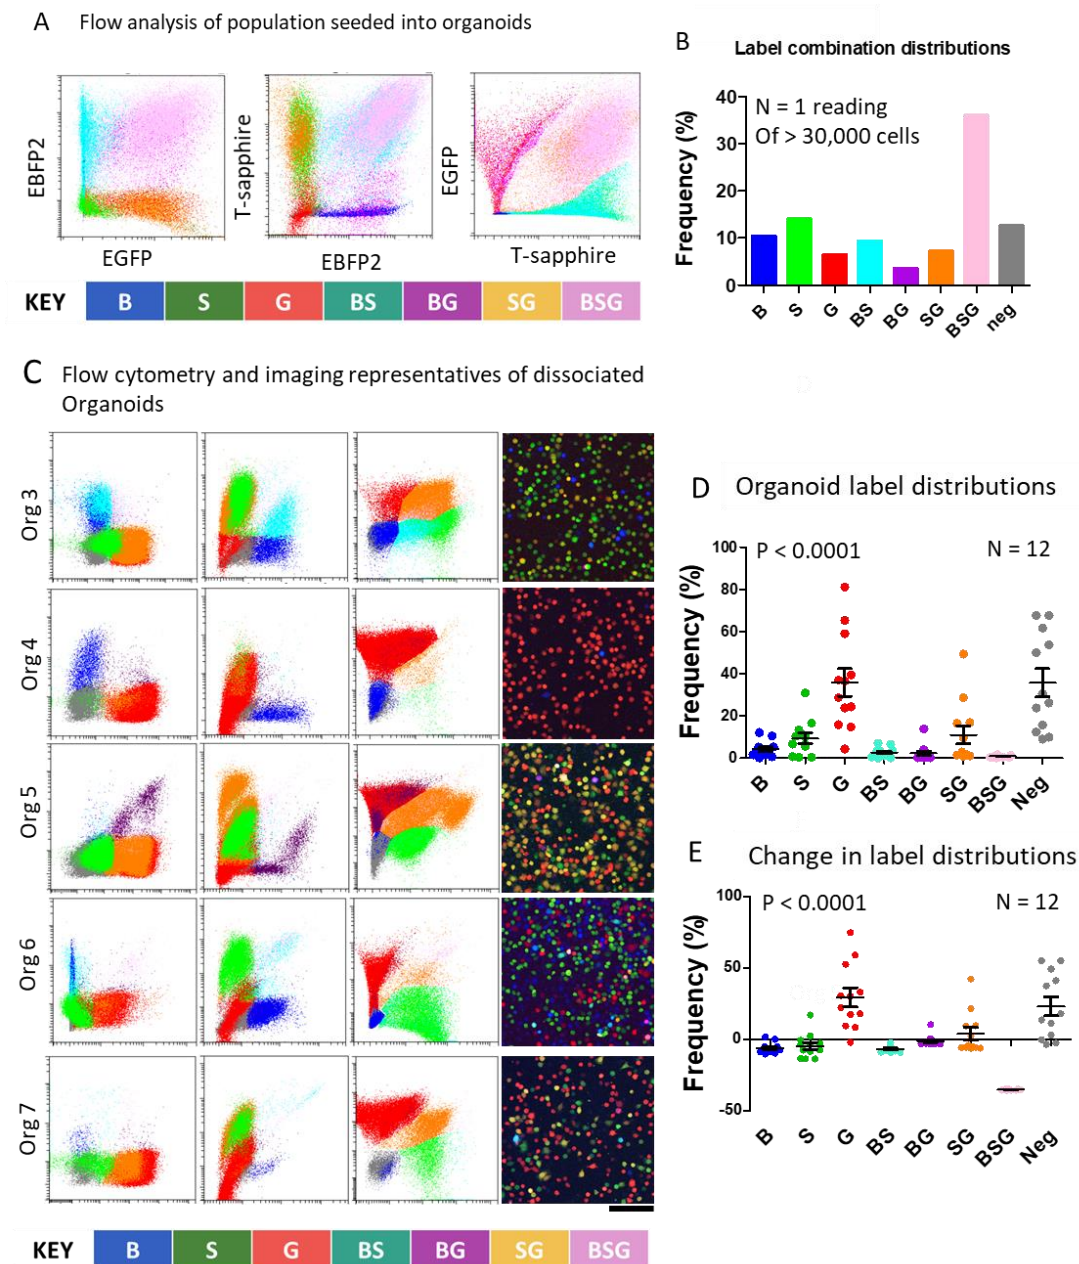 A
Flow analysis of population seeded into organoids
EBFP2
EGFP
T-sapphire
EBFP2
EGFP
T-sapphire
KEY B S G BS BG SG BSG
B
Label combination distributions
N = 1 reading
Of > 30,000 cells
Frequency (%)
40
30
20
10
0
B S G BS BG SG BSG neg
C
Flow cytometry and imaging representatives of dissociated
Organoids
Org 3
Org 4
Org 5
Org 6
Org 7
KEY B S G BS BG SG BSG
D
Organoid label distributions
P < 0.0001
N = 12
Frequency (%)
100
80
60
40
20
0
B S G BS BG SG BSG Neg
E
Change in label distributions
P < 0.0001
N = 12
Frequency (%)
100
50
0
-50
B S G BS BG SG BSG Neg